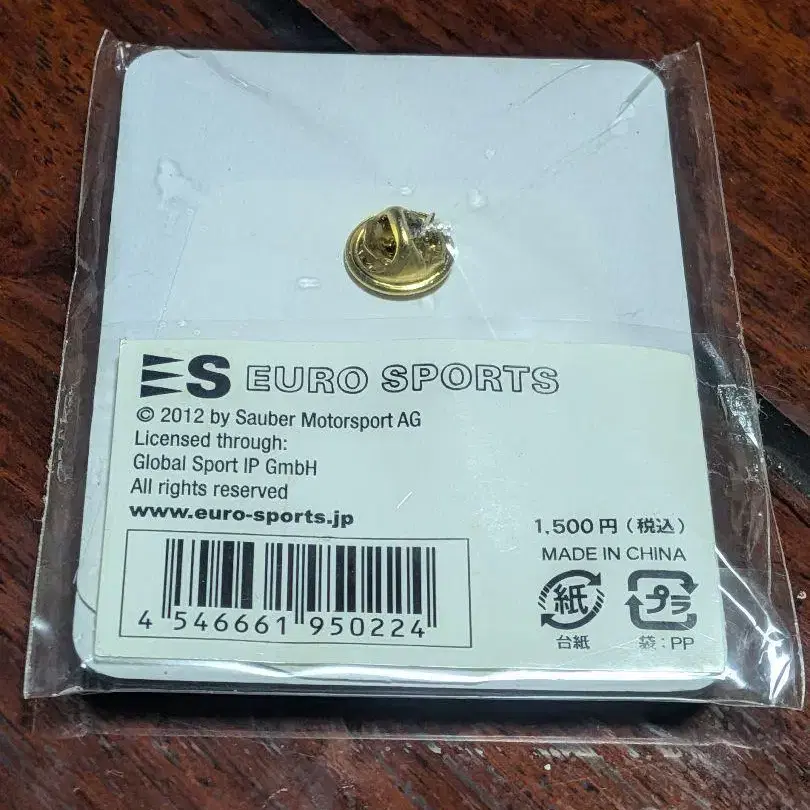 ES EURO SPORTS
© 2012 by Sauber Motorsport AG
Licensed through:
Global Sport IP GmbH
All rights reserved
www.euro-sports.jp
1,500円（税込）
MADE IN CHINA
4 546661 950224
紙 プラ
台紙 袋：PP